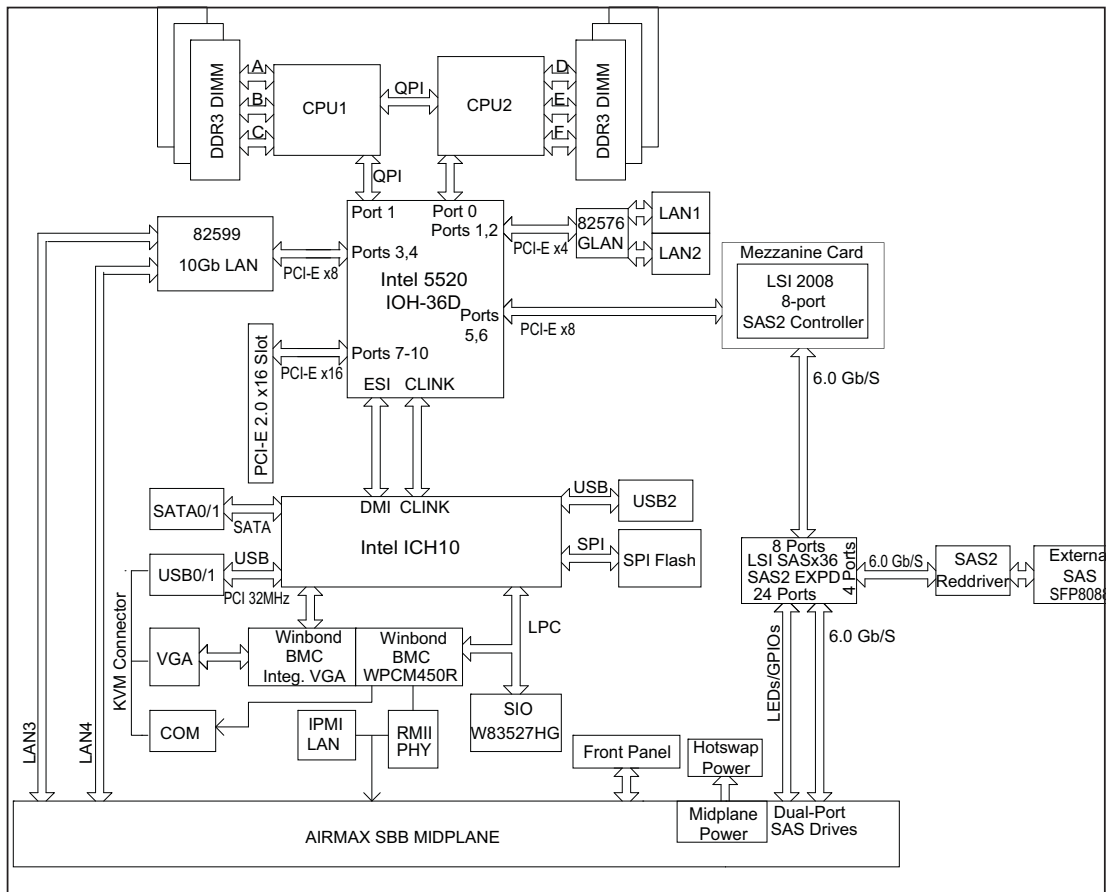 DDR3 DIMM
A
B
C
CPU1
QPI
CPU2
D
E
F
DDR3 DIMM
QPI
Port 1
Port 0
Ports 1,2
82576
GLAN
LAN1
LAN2
PCI-E x4
82599
10Gb LAN
PCI-E x8
Ports 3,4
Intel 5520
IOH-36D
Ports
5,6
PCI-E x8
Mezzanine Card
LSI 2008
8-port
SAS2 Controller
6.0 Gb/S
PCI-E 2.0 x16 Slot
PCI-E x16
Ports 7-10
ESI CLINK
SATA0/1
SATA
DMI CLINK
Intel ICH10
USB
USB2
SPI
SPI Flash
USB0/1
USB
PCI 32MHz
8 Ports
LSI SASx36
SAS2 EXPD
24 Ports
4 Ports
6.0 Gb/S
SAS2
Reddriver
Externa
SAS
SFP8088
KVM Connector
VGA
Winbond
BMC
Integ. VGA
Winbond
BMC
WPCM450R
LPC
SIO
W83527HG
LEDs/GPIOs
6.0 Gb/S
COM
IPMI
LAN
RMII
PHY
LAN3
LAN4
Front Panel
Hotswap
Power
Midplane
Power
Dual-Port
SAS Drives
AIRMAX SBB MIDPLANE